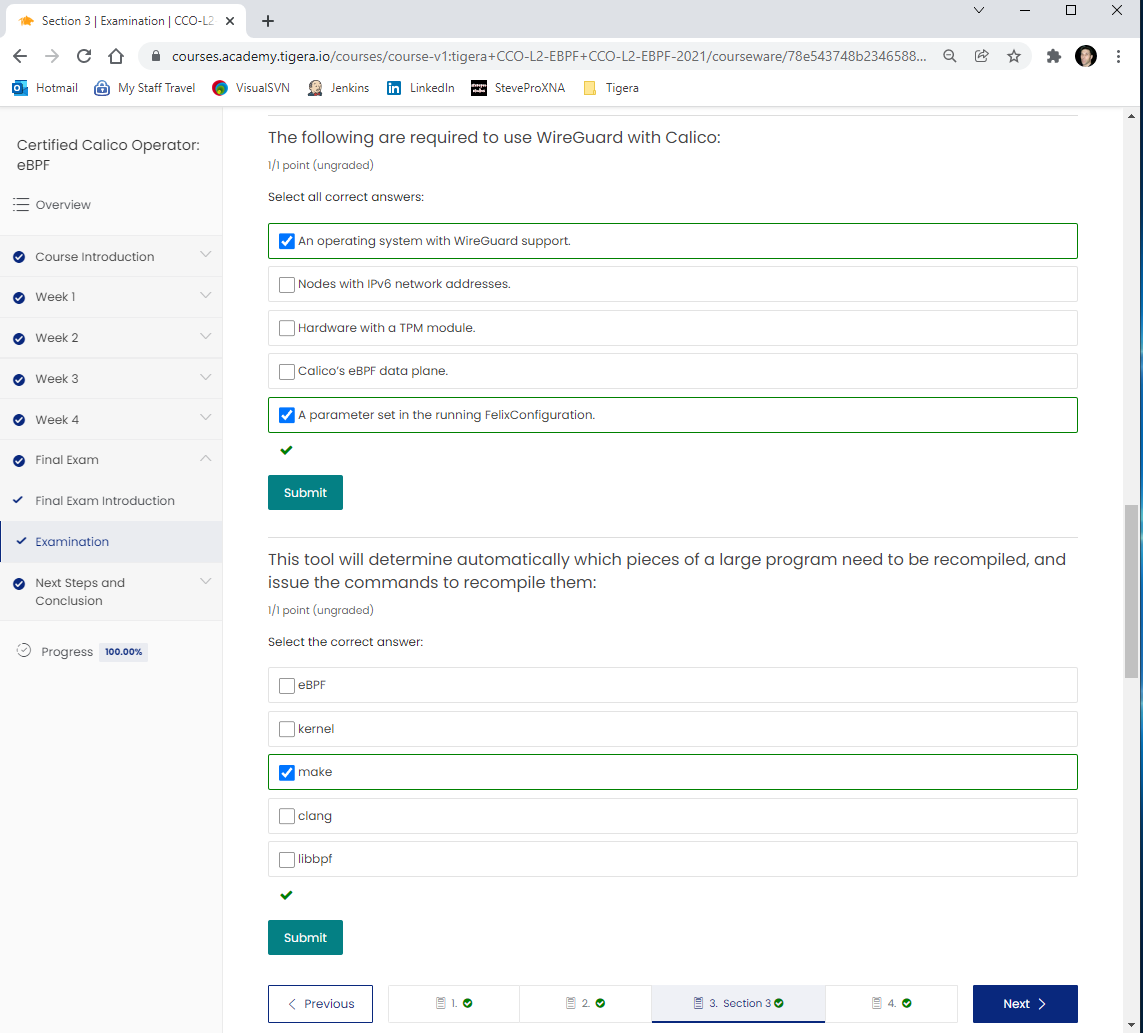 Section 3 | Examination | CCO-L2
courses.academy.tigera.io/courses/course-v1:tigera+CCO-L2-EBPF+CCO-L2-EBPF-2021/courseware/78e543748b2346588...
Hotmail
My Staff Travel
VisualSVN
Jenkins
LinkedIn
SteveProXNA
Tigera
Certified Calico Operator:
eBPF
Overview
Course Introduction
Week 1
Week 2
Week 3
Week 4
Final Exam
Final Exam Introduction
Examination
Next Steps and
Conclusion
Progress 100.00%
The following are required to use WireGuard with Calico:
1/1 point (ungraded)
Select all correct answers:
An operating system with WireGuard support.
Nodes with IPv6 network addresses.
Hardware with a TPM module.
Calico’s eBPF data plane.
A parameter set in the running FelixConfiguration.
Submit
This tool will determine automatically which pieces of a large program need to be recompiled, and
issue the commands to recompile them:
1/1 point (ungraded)
Select the correct answer:
eBPF
kernel
make
clang
libbpf
Submit
Previous
1.
2.
3. Section 3
4.
Next